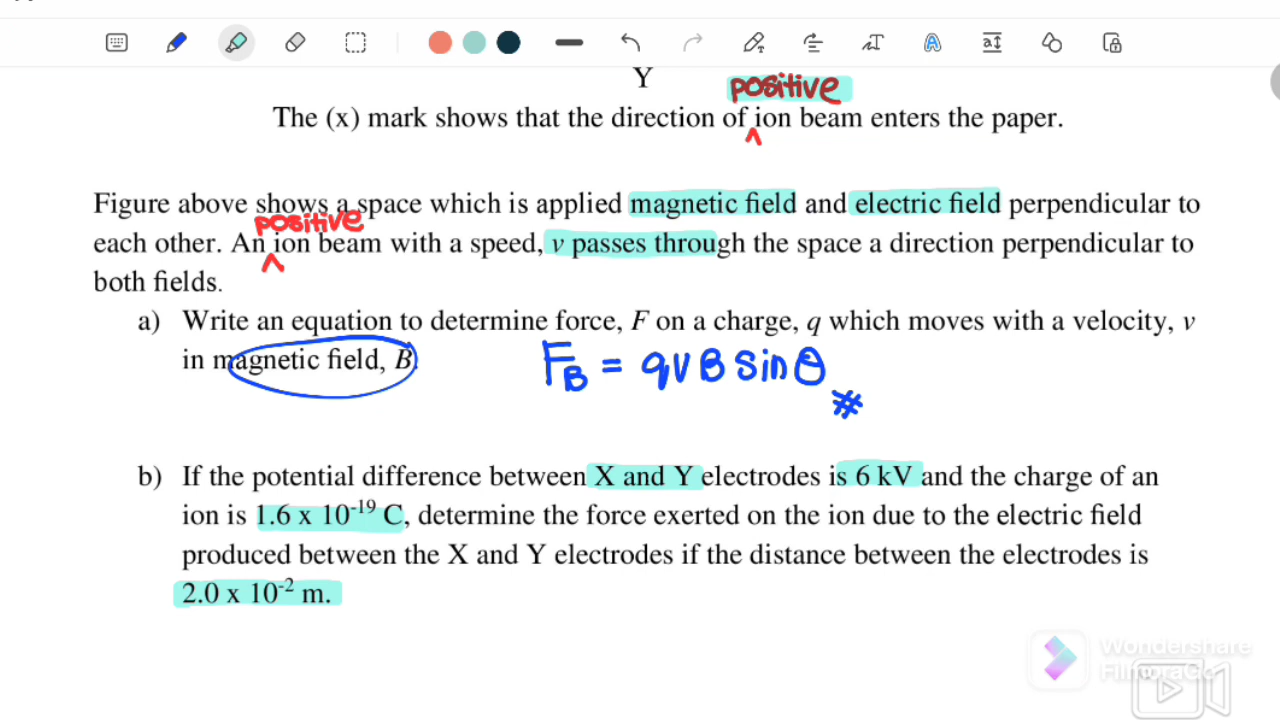 Y
positive
The (x) mark shows that the direction of ion beam enters the paper.
^
Figure above shows a space which is applied magnetic field and electric field perpendicular to
positive
each other. An ion beam with a speed, v passes through the space a direction perpendicular to
^
both fields.
a) Write an equation to determine force, F on a charge, q which moves with a velocity, v
in magnetic field, B.
F_B = qvB sin θ
#
b) If the potential difference between X and Y electrodes is 6 kV and the charge of an
ion is 1.6 x 10⁻¹⁹ C, determine the force exerted on the ion due to the electric field
produced between the X and Y electrodes if the distance between the electrodes is
2.0 x 10⁻² m.
Wondershare
FilmoraGo